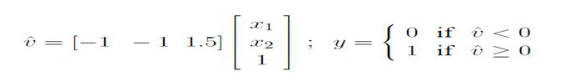 v̂ = [−1 − 1 1.5] [x₁ x₂ 1] ; y = { 0 if v̂ < 0
1 if v̂ ≥ 0